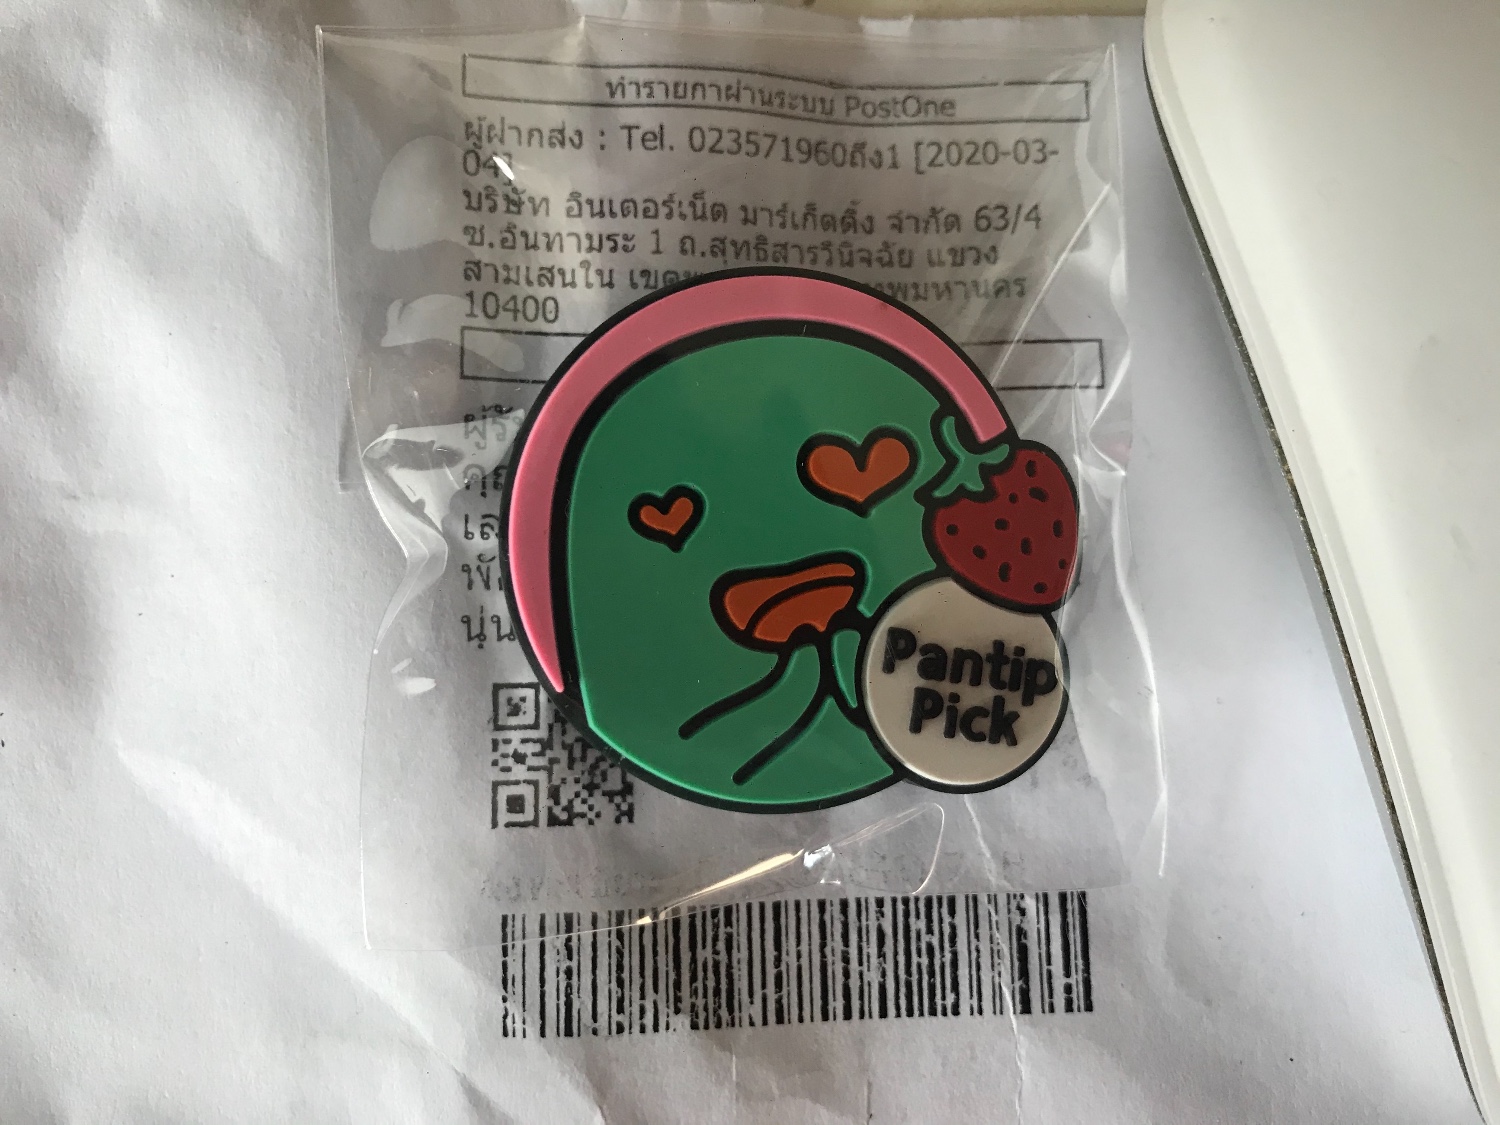 ทำรายกาผ่านระบบ PostOne
ผู้ฝากส่ง : Tel. 023571960ถึง1 [2020-03-
04]
บริษัท อินเตอร์เน็ต มาร์เก็ตติ้ง จำกัด 63/4
ซ.อินทามระ 1 ถ.สุทธิสารวินิจฉัย แขวง
สามเสนใน
10400
Pantip
Pick